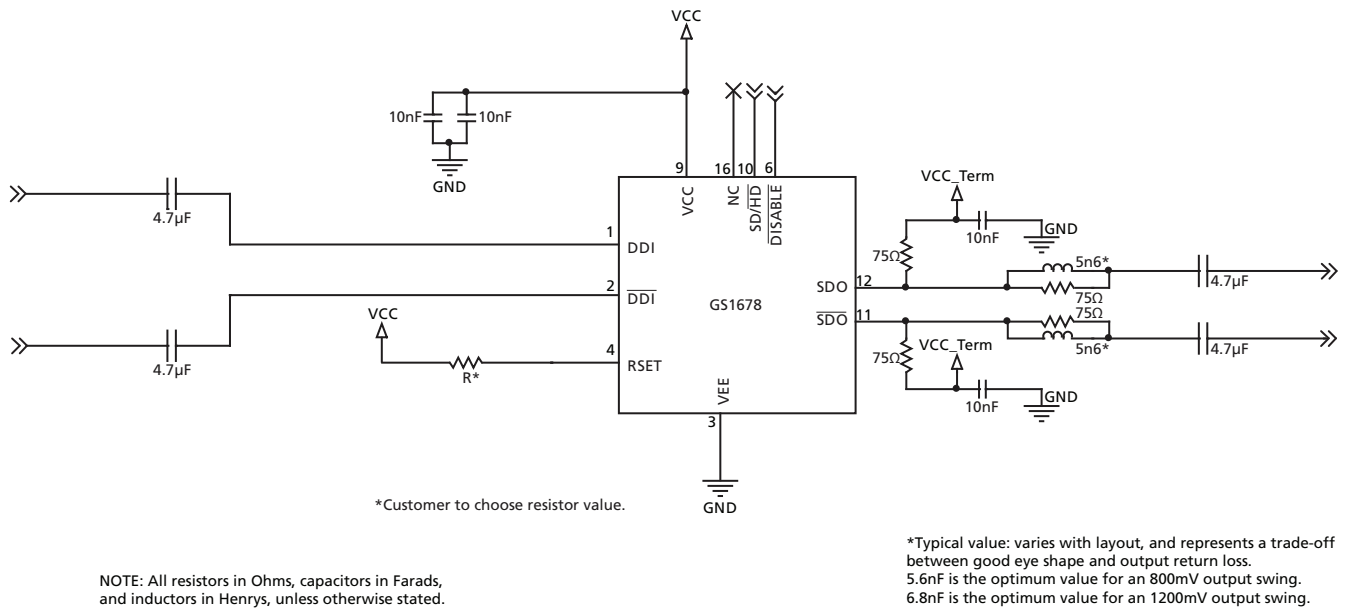 VCC
10nF
10nF
GND
9
16
10
6
VCC
NC
SD/HD
DISABLE
4.7μF
1
DDI
2
DDI
VCC
4
RSET
R*
4.7μF
GS1678
VEE
3
GND
VCC_Term
GND
10nF
75Ω
5n6*
SDO
12
75Ω
4.7μF
75Ω
SDO
11
5n6*
4.7μF
75Ω
VCC_Term
10nF
GND
*Customer to choose resistor value.
NOTE: All resistors in Ohms, capacitors in Farads,
and inductors in Henrys, unless otherwise stated.
*Typical value: varies with layout, and represents a trade-off
between good eye shape and output return loss.
5.6nF is the optimum value for an 800mV output swing.
6.8nF is the optimum value for an 1200mV output swing.